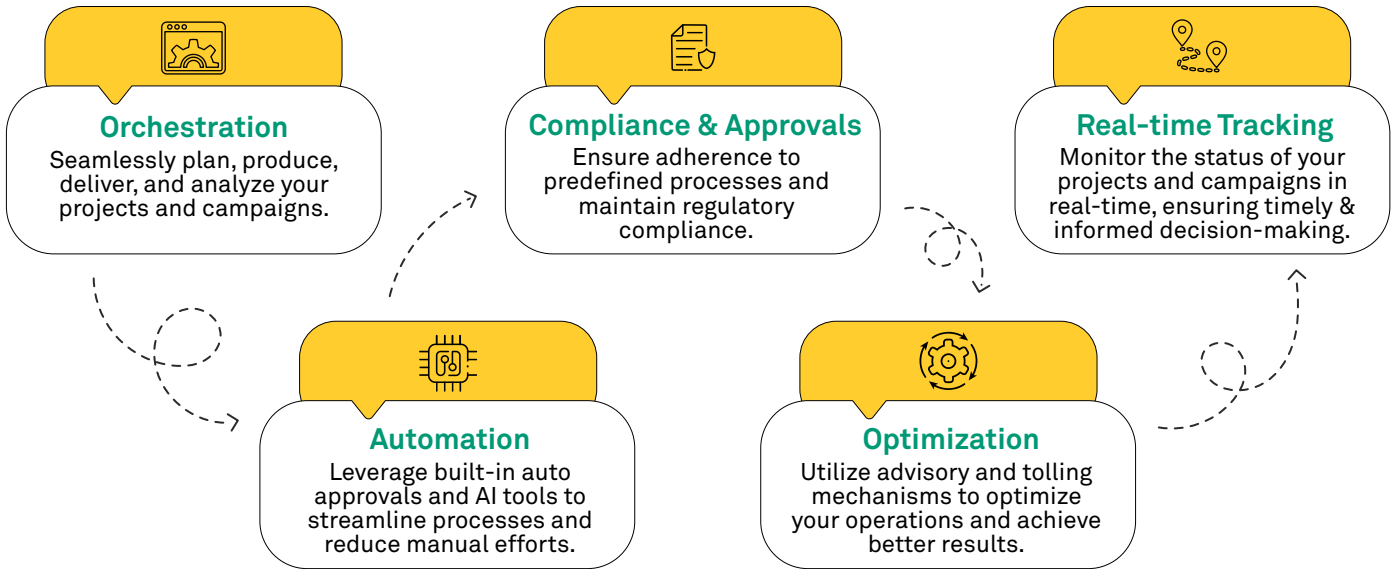 Orchestration
Seamlessly plan, produce,
deliver, and analyze your
projects and campaigns.
Automation
Leverage built-in auto
approvals and AI tools to
streamline processes and
reduce manual efforts.
Compliance & Approvals
Ensure adherence to
predefined processes and
maintain regulatory
compliance.
Optimization
Utilize advisory and tolling
mechanisms to optimize
your operations and achieve
better results.
Real-time Tracking
Monitor the status of your
projects and campaigns in
real-time, ensuring timely &
informed decision-making.